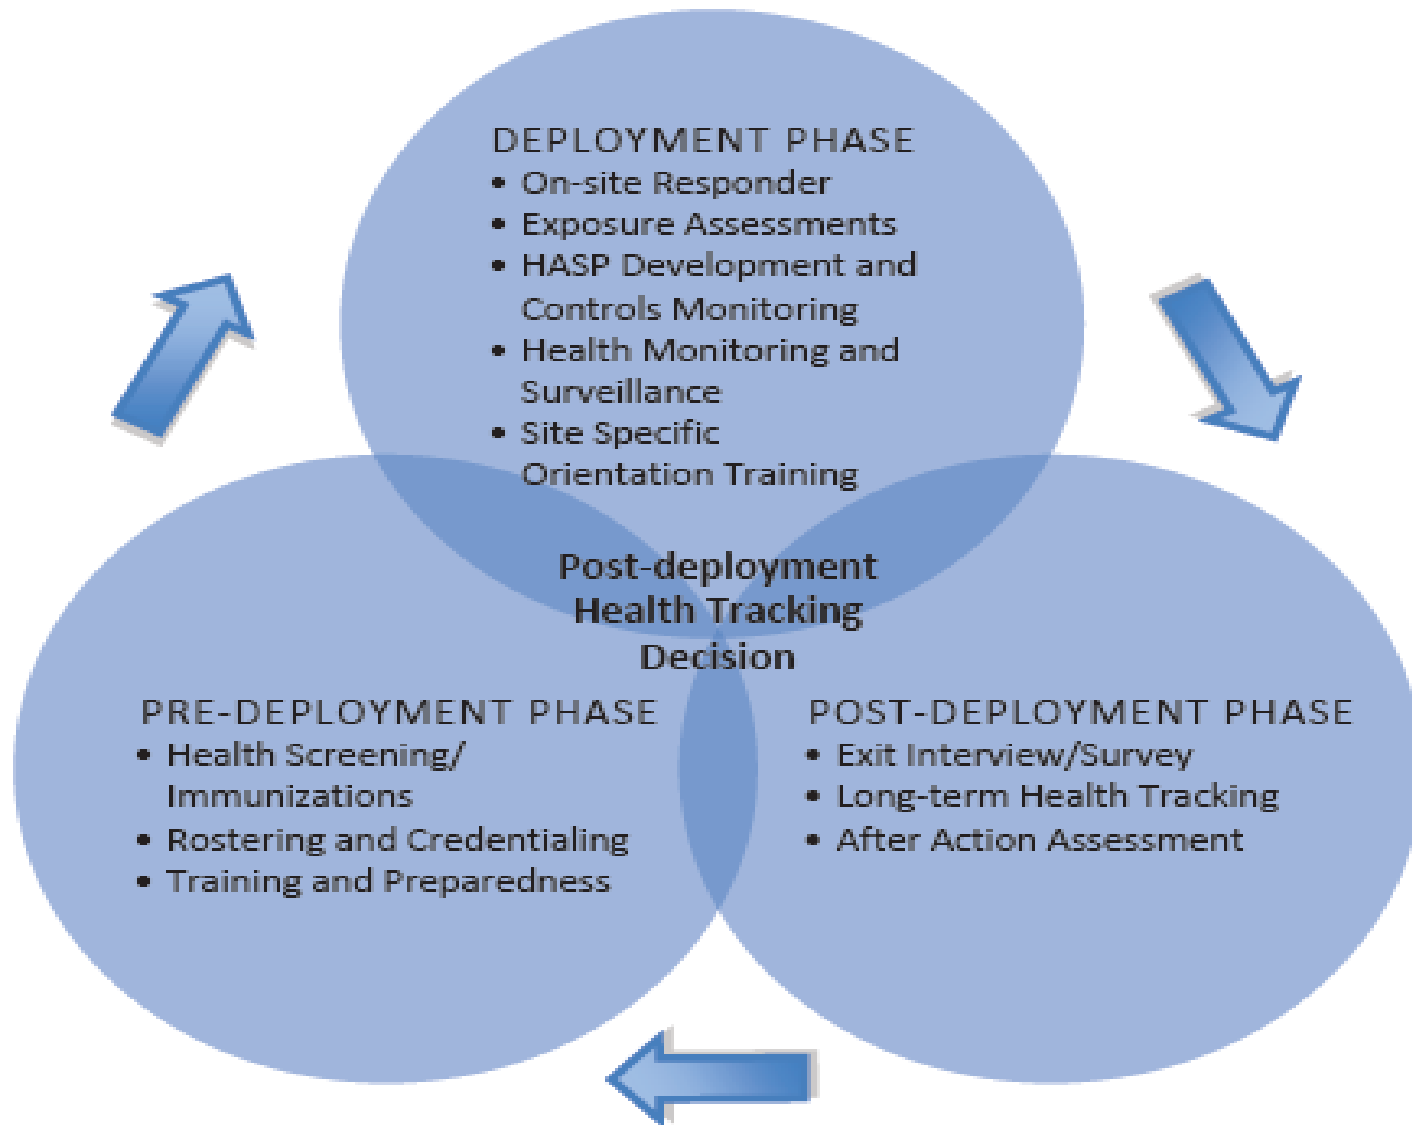 DEPLOYMENT PHASE
• On-site Responder
• Exposure Assessments
• HASP Development and
Controls Monitoring
• Health Monitoring and
Surveillance
• Site Specific
Orientation Training
Post-deployment
Health Tracking
Decision
PRE-DEPLOYMENT PHASE
• Health Screening/
Immunizations
• Rostering and Credentialing
• Training and Preparedness
POST-DEPLOYMENT PHASE
• Exit Interview/Survey
• Long-term Health Tracking
• After Action Assessment